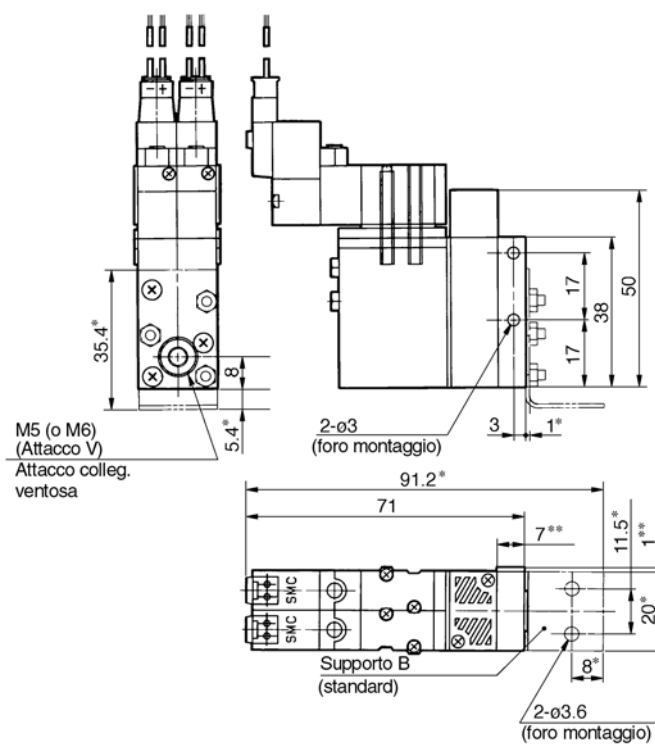 − + − +
35.4*
8
5.4*
M5 (o M6)
(Attacco V)
Attacco colleg.
ventosa
17
17
38
50
2-ø3
(foro montaggio)
3
1*
91.2*
71
7**
11.5*
1**
20*
SMC
SMC
Supporto B
(standard)
8*
2-ø3.6
(foro montaggio)